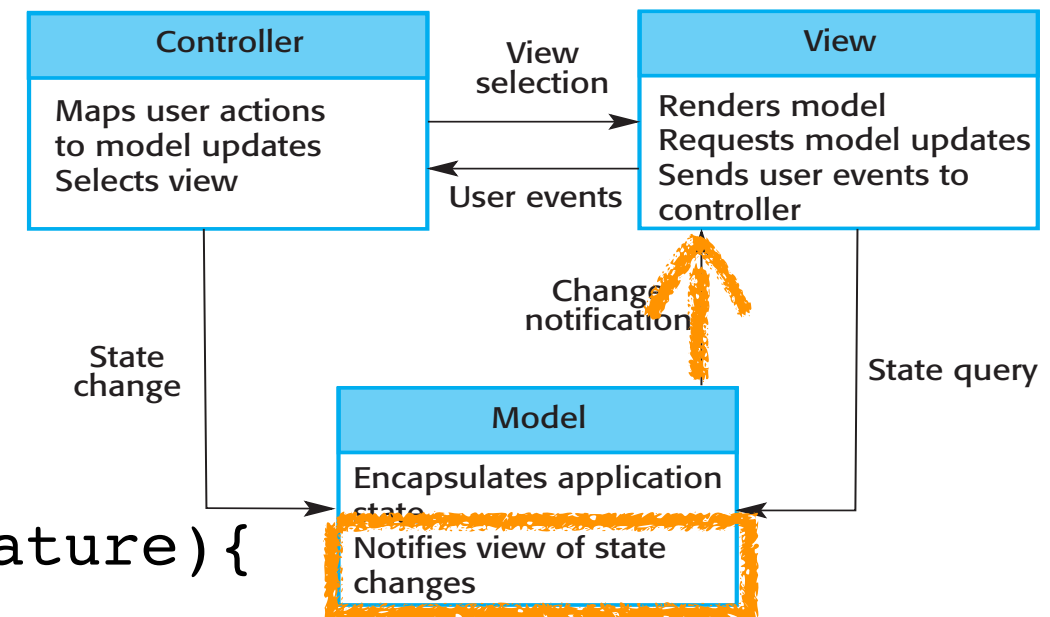 Controller
Maps user actions
to model updates
Selects view
View
selection
User events
View
Renders model
Requests model updates
Sends user events to
controller
Change
notification
State
change
State query
Model
Encapsulates application
state
Notifies view of state
changes
ature){